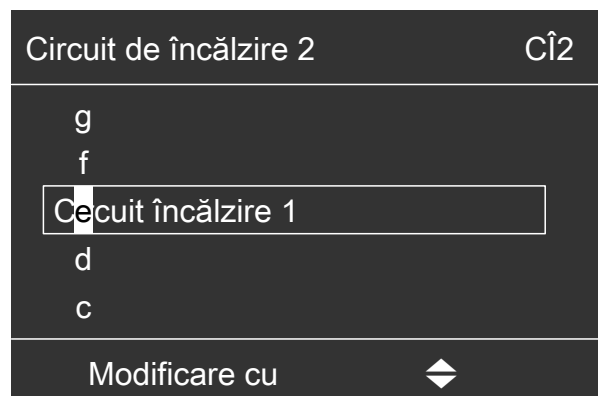 Circuit de încălzire 2 CÎ2
g
f
Cecuit încălzire 1
d
c
Modificare cu